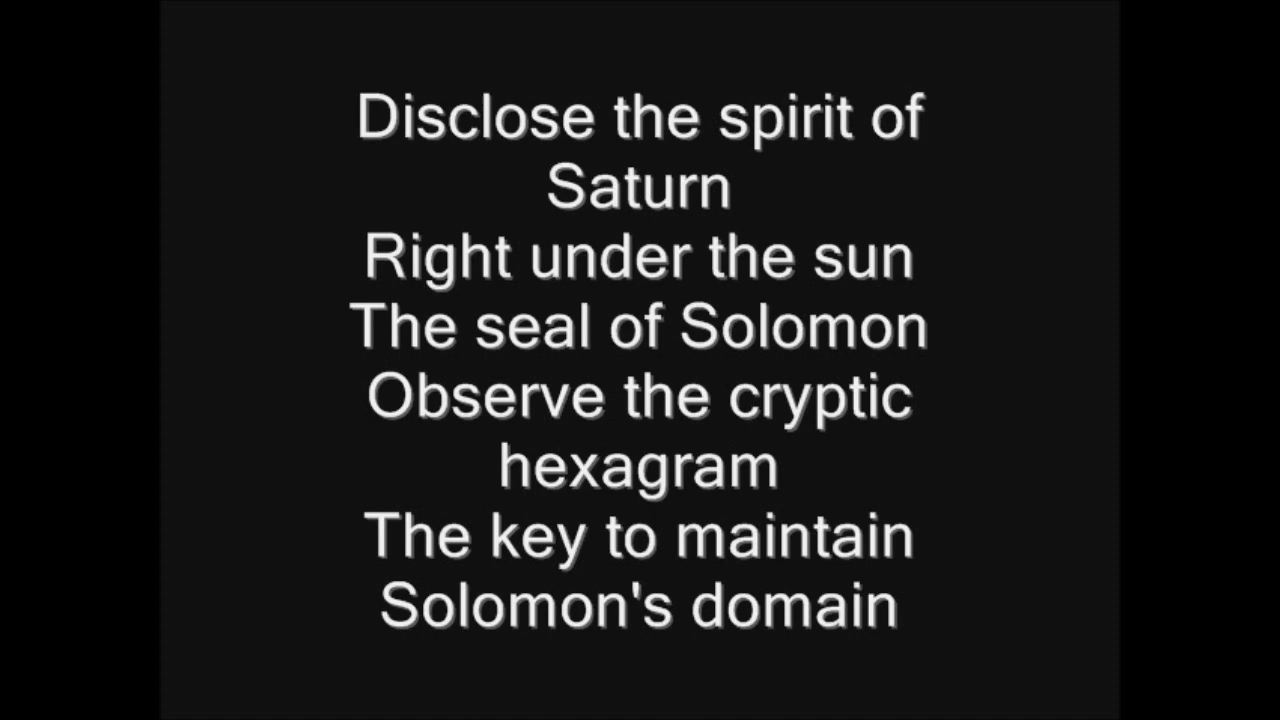 Disclose the spirit of
Saturn
Right under the sun
The seal of Solomon
Observe the cryptic
hexagram
The key to maintain
Solomon's domain